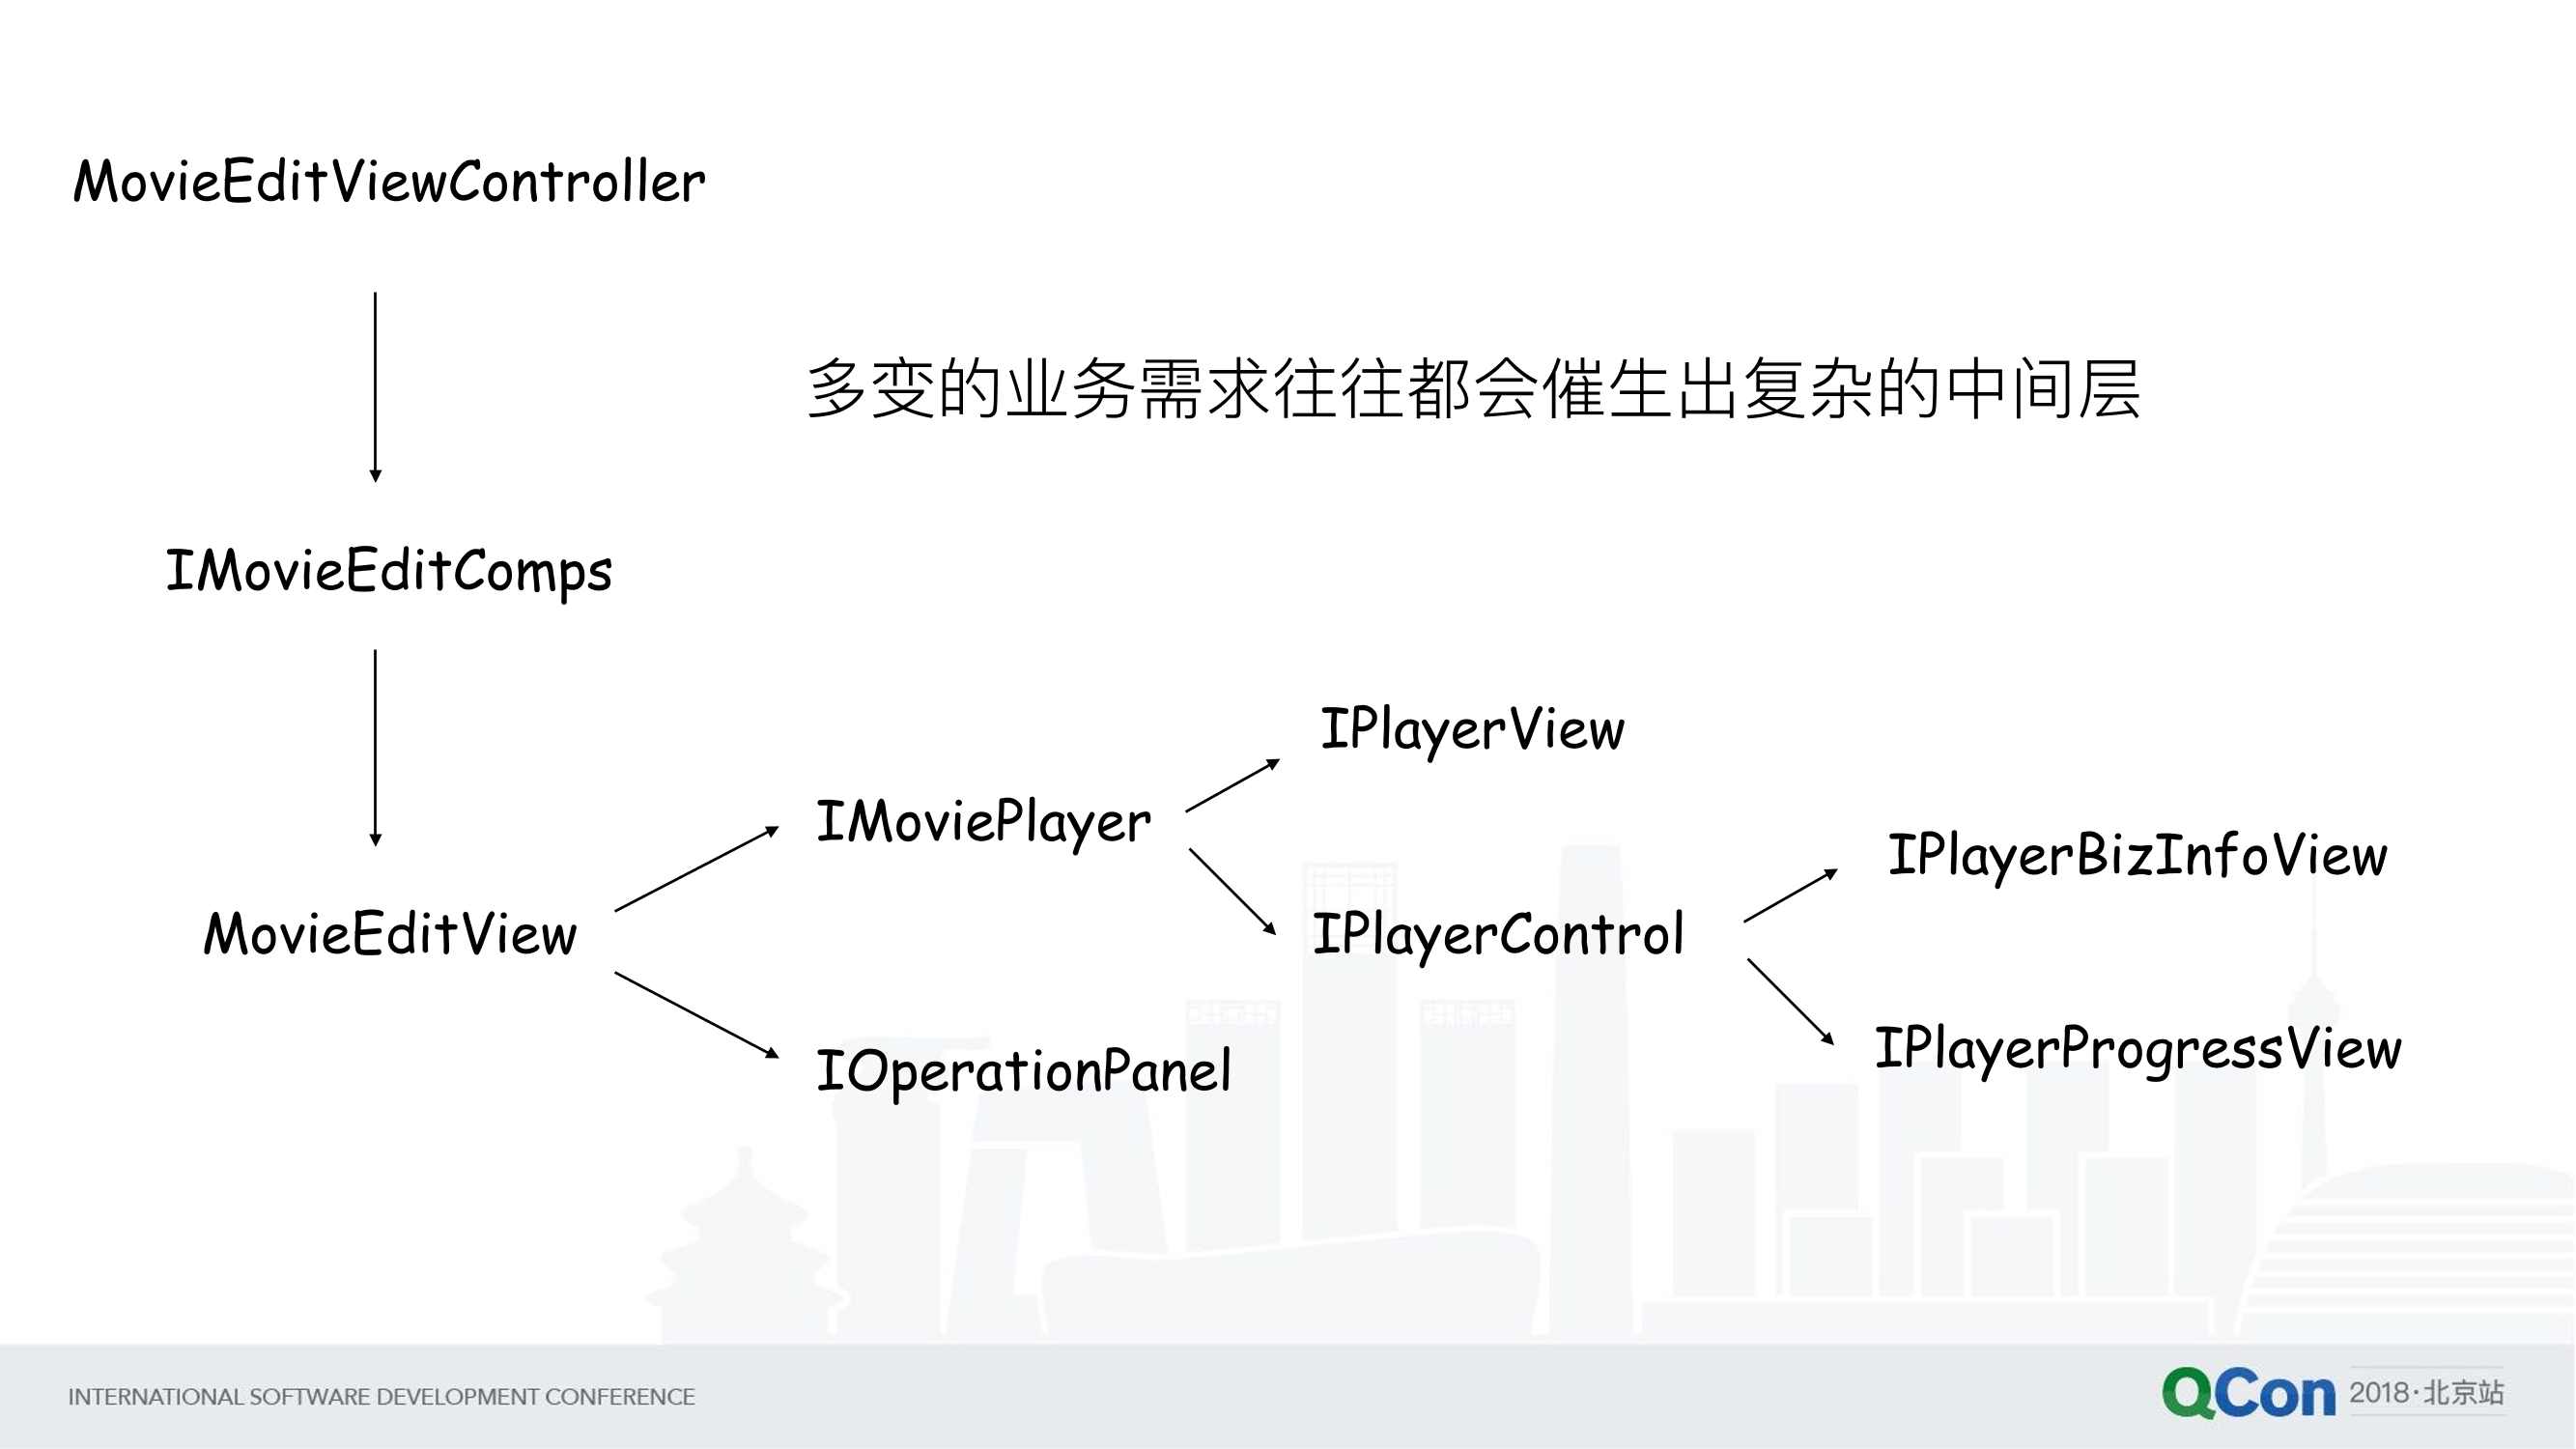 MovieEditViewController
多变的业务需求往往都会催生出复杂的中间层
IMovieEditComps
IPlayerView
IMoviePlayer
IPlayerBizInfoView
MovieEditView
IPlayerControl
IOperationPanel
IPlayerProgressView
INTERNATIONAL SOFTWARE DEVELOPMENT CONFERENCE
QCon 2018·北京站